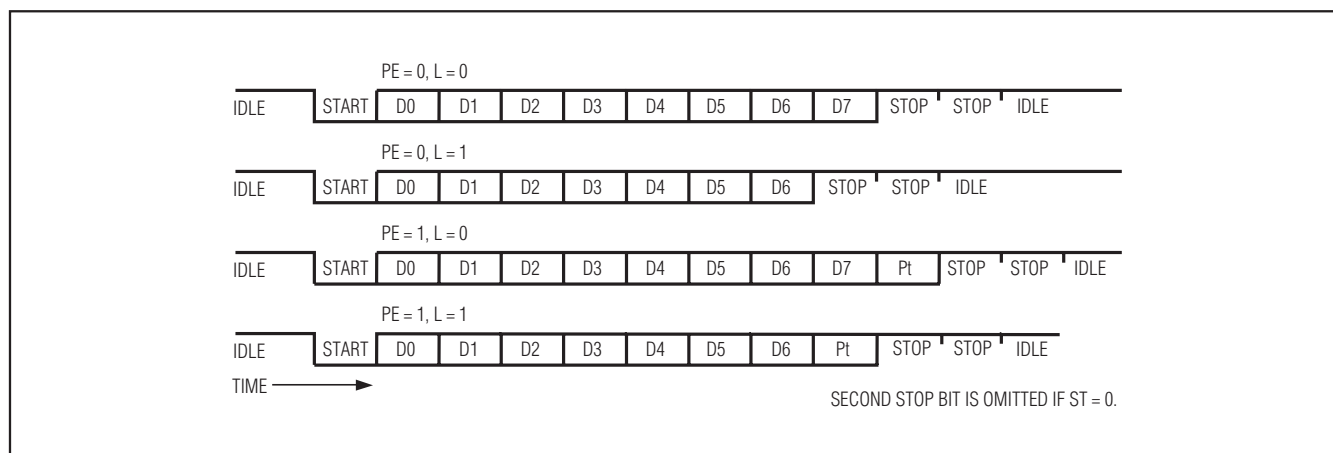 PE = 0, L = 0
IDLE START D0 D1 D2 D3 D4 D5 D6 D7 STOP STOP IDLE
PE = 0, L = 1
IDLE START D0 D1 D2 D3 D4 D5 D6 STOP STOP IDLE
PE = 1, L = 0
IDLE START D0 D1 D2 D3 D4 D5 D6 D7 Pt STOP STOP IDLE
PE = 1, L = 1
IDLE START D0 D1 D2 D3 D4 D5 D6 Pt STOP STOP IDLE
TIME
SECOND STOP BIT IS OMITTED IF ST = 0.